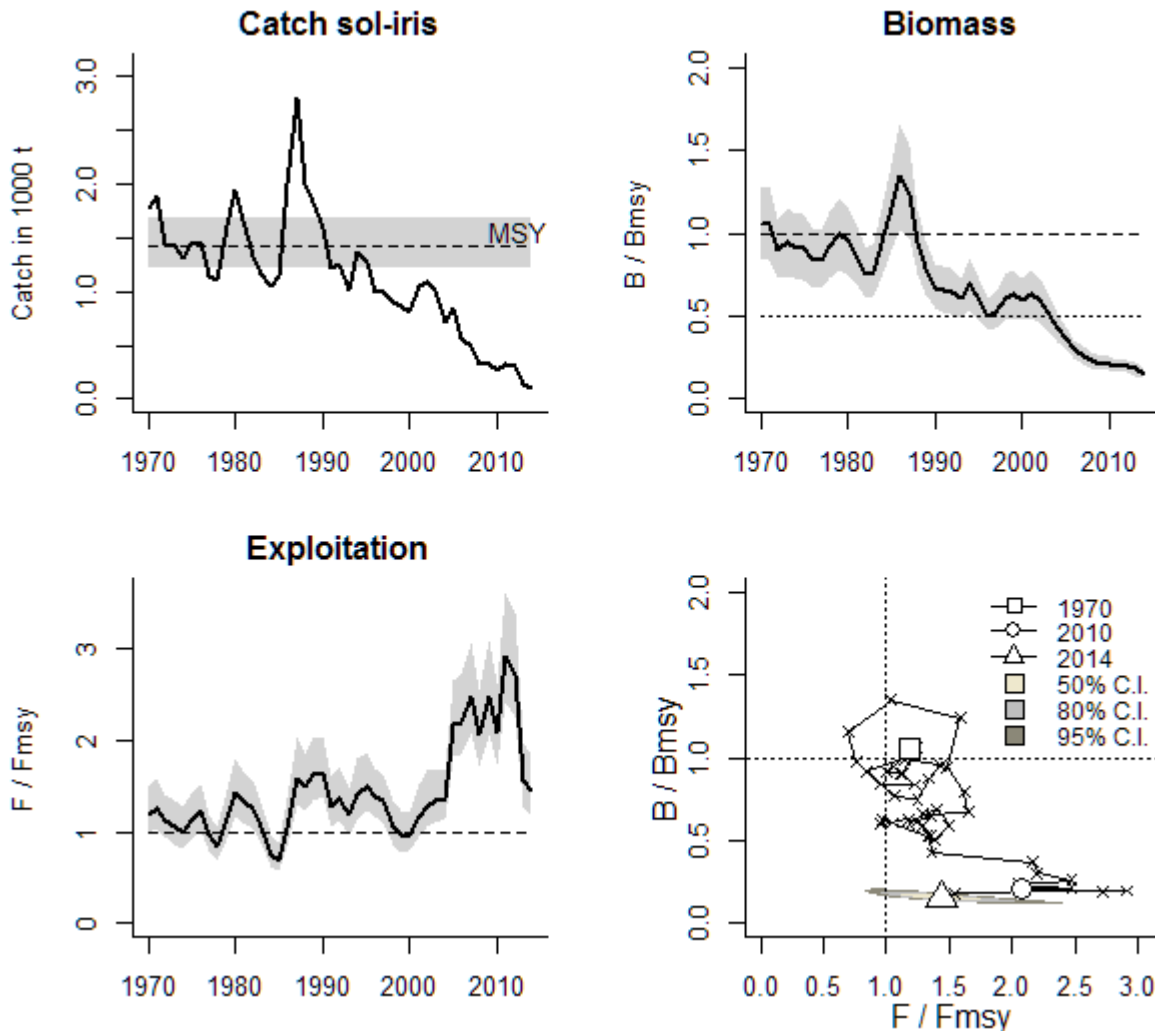 Catch sol-iris
Catch in 1000 t
3.0
2.0
1.0
0.0
MSY
1970 1980 1990 2000 2010
Biomass
B / Bmsy
2.0
1.5
1.0
0.5
0.0
1970 1980 1990 2000 2010
Exploitation
F / Fmsy
3
2
1
0
1970 1980 1990 2000 2010
B / Bmsy
2.0
1.5
1.0
0.5
0.0
1970
2010
2014
50% C.I.
80% C.I.
95% C.I.
0.0 0.5 1.0 1.5 2.0 2.5 3.0
F / Fmsy